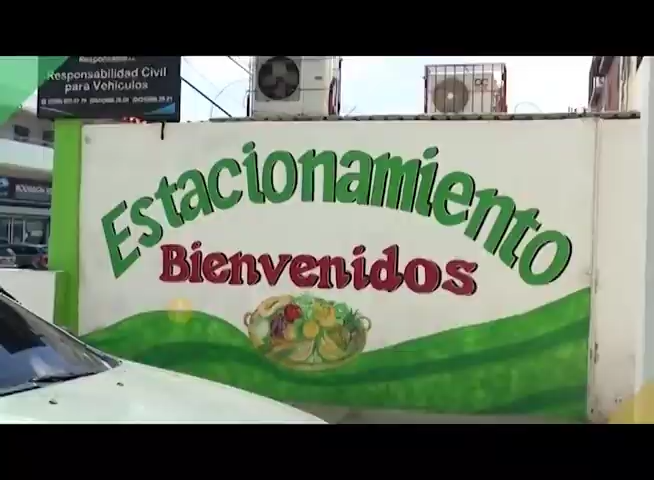 Responsabilidad Civil
para Vehículos
Estacionamiento
Bienvenidos